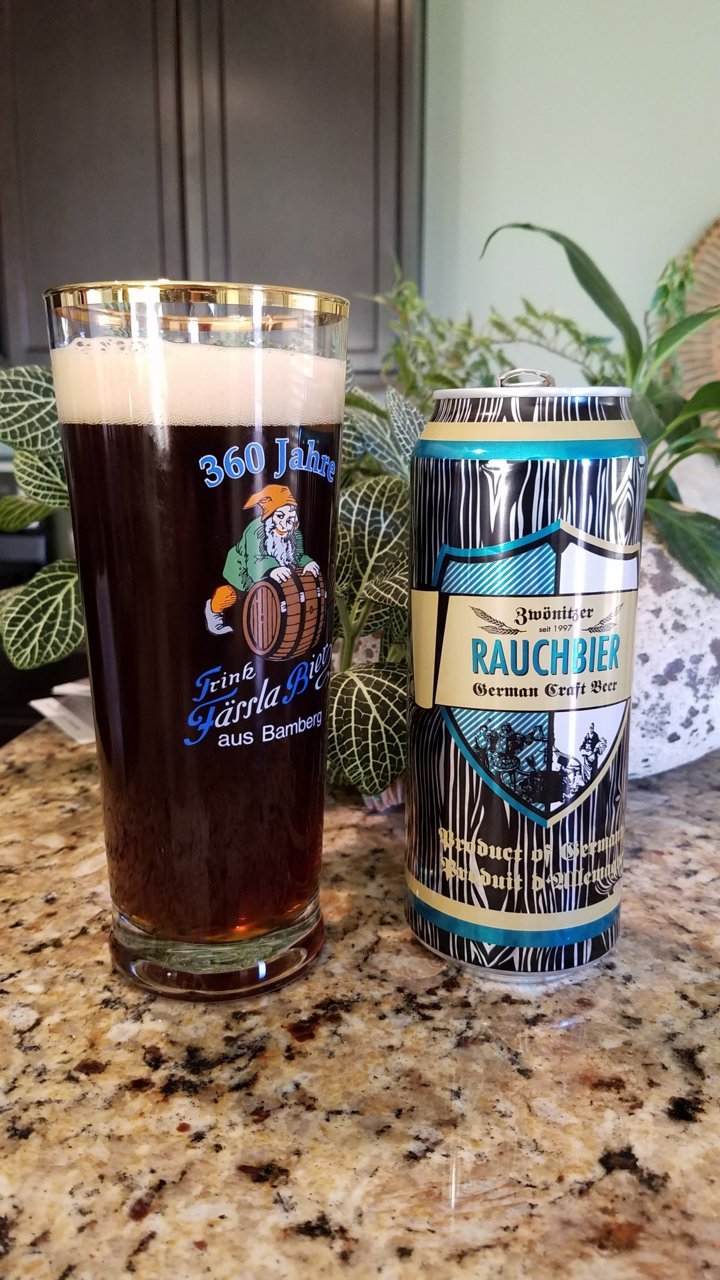 360 Jahre
Trink
Fässla Bier
aus Bamberg
Zwönitzer
seit 1997
RAUCHBIER
German Craft Beer
Product of Germany
Produit d'Allemagne